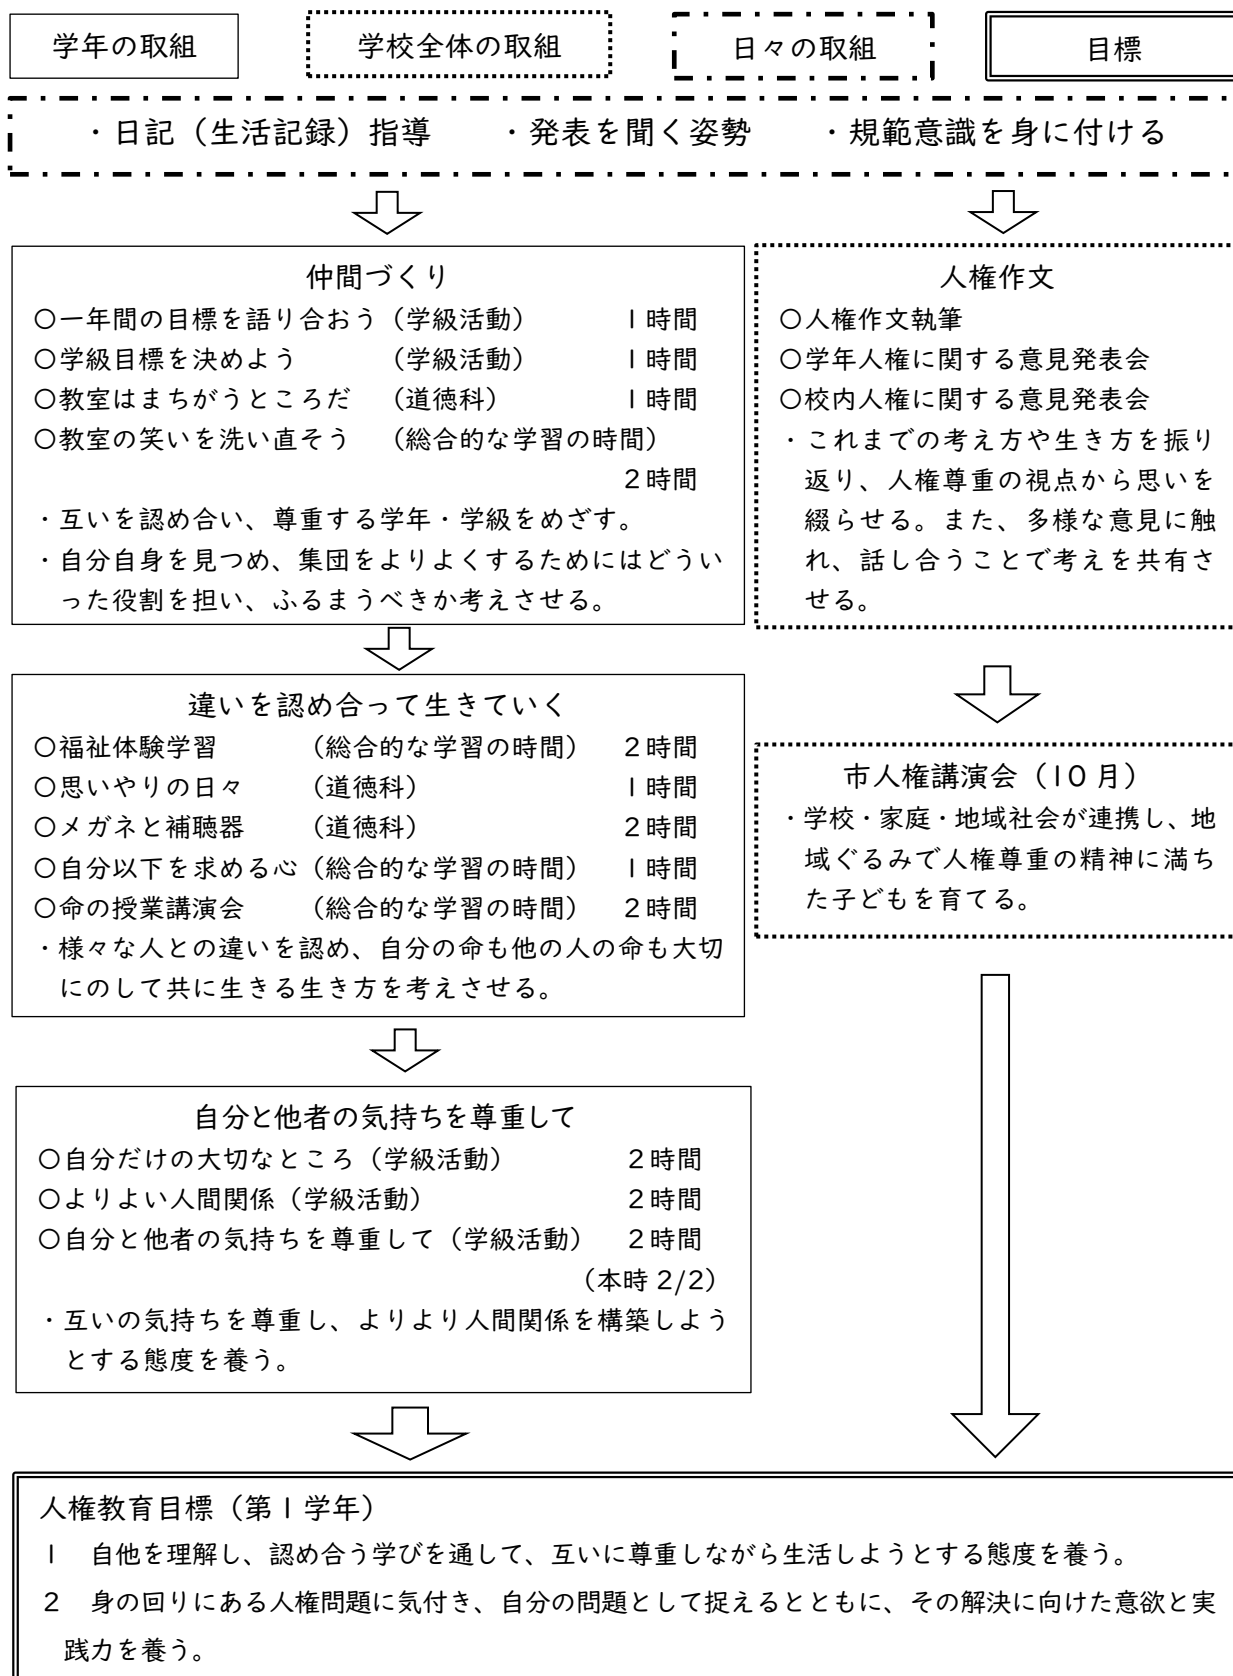 学年の取組
学校全体の取組
日々の取組
目標
・日記（生活記録）指導　・発表を聞く姿勢　・規範意識を身に付ける
仲間づくり
○一年間の目標を語り合おう（学級活動）　1時間
○学級目標を決めよう　（学級活動）　1時間
○教室はまちがうところだ　（道徳科）　1時間
○教室の笑いを洗い直そう　（総合的な学習の時間）
2時間
・互いを認め合い、尊重する学年・学級をめざす。
・自分自身を見つめ、集団をよりよくするためにはどうい
った役割を担い、ふるまうべきか考えさせる。
人権作文
○人権作文執筆
○学年人権に関する意見発表会
○校内人権に関する意見発表会
・これまでの考え方や生き方を振り
返り、人権尊重の視点から思いを
綴らせる。また、多様な意見に触
れ、話し合うことで考えを共有さ
せる。
違いを認め合って生きていく
○福祉体験学習　（総合的な学習の時間）　2時間
○思いやりの日々　（道徳科）　1時間
○メガネと補聴器　（道徳科）　2時間
○自分以下を求める心（総合的な学習の時間）　1時間
○命の授業講演会　（総合的な学習の時間）　2時間
・様々な人との違いを認め、自分の命も他の人の命も大切
にのして共に生きる生き方を考えさせる。
市人権講演会（10月）
・学校・家庭・地域社会が連携し、地
域ぐるみで人権尊重の精神に満ち
た子どもを育てる。
自分と他者の気持ちを尊重して
○自分だけの大切なところ（学級活動）　2時間
○よりよい人間関係（学級活動）　2時間
○自分と他者の気持ちを尊重して（学級活動）　2時間
（本時 2/2）
・互いの気持ちを尊重し、よりより人間関係を構築しよう
とする態度を養う。
人権教育目標（第1学年）
1　自他を理解し、認め合う学びを通して、互いに尊重しながら生活しようとする態度を養う。
2　身の回りにある人権問題に気付き、自分の問題として捉えるとともに、その解決に向けた意欲と実
践力を養う。